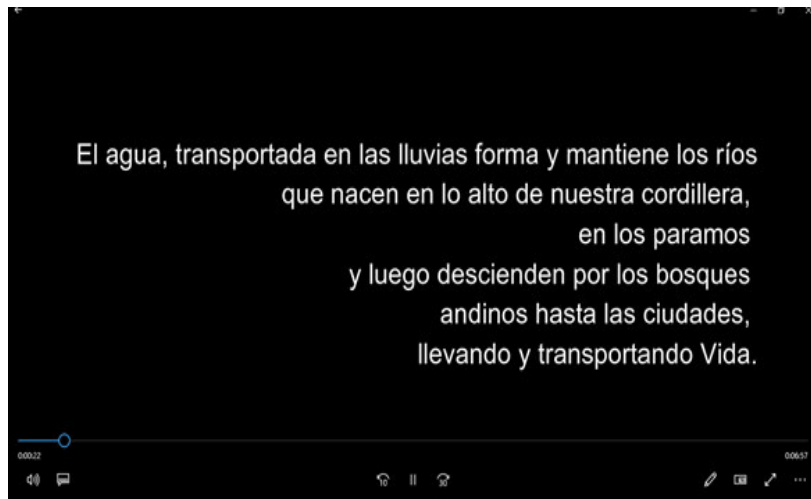 El agua, transportada en las lluvias forma y mantiene los ríos
que nacen en lo alto de nuestra cordillera,
en los paramos
y luego descienden por los bosques
andinos hasta las ciudades,
llevando y transportando Vida.
0:00:22
0:06:57
10
30